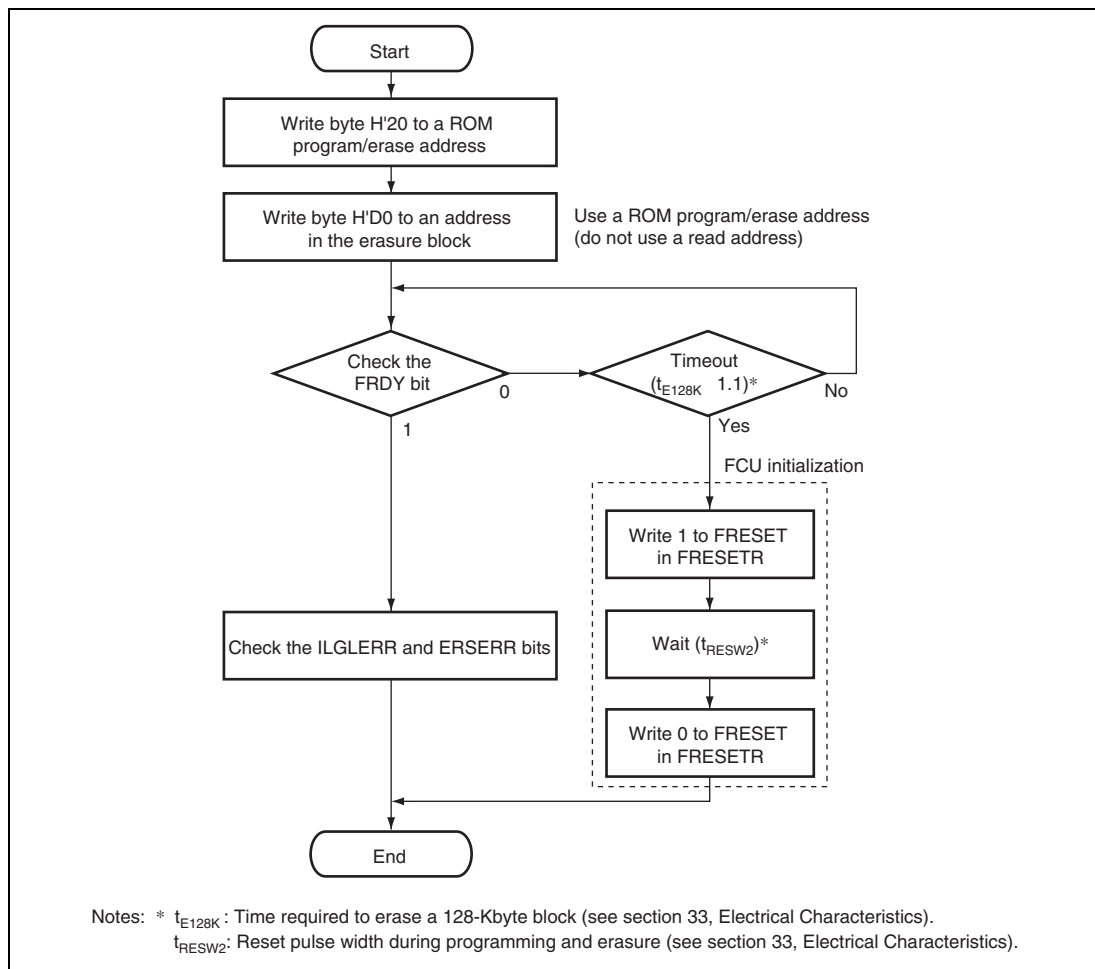 Start
Write byte H'20 to a ROM
program/erase address
Write byte H'D0 to an address
in the erasure block
Use a ROM program/erase address
(do not use a read address)
Check the
FRDY bit
0
1
Timeout
(tE128K 1.1)*
No
Yes
FCU initialization
Write 1 to FRESET
in FRESETR
Wait (tRESW2)*
Write 0 to FRESET
in FRESETR
Check the ILGLERR and ERSERR bits
End
Notes: * tE128K : Time required to erase a 128-Kbyte block (see section 33, Electrical Characteristics).
tRESW2: Reset pulse width during programming and erasure (see section 33, Electrical Characteristics).